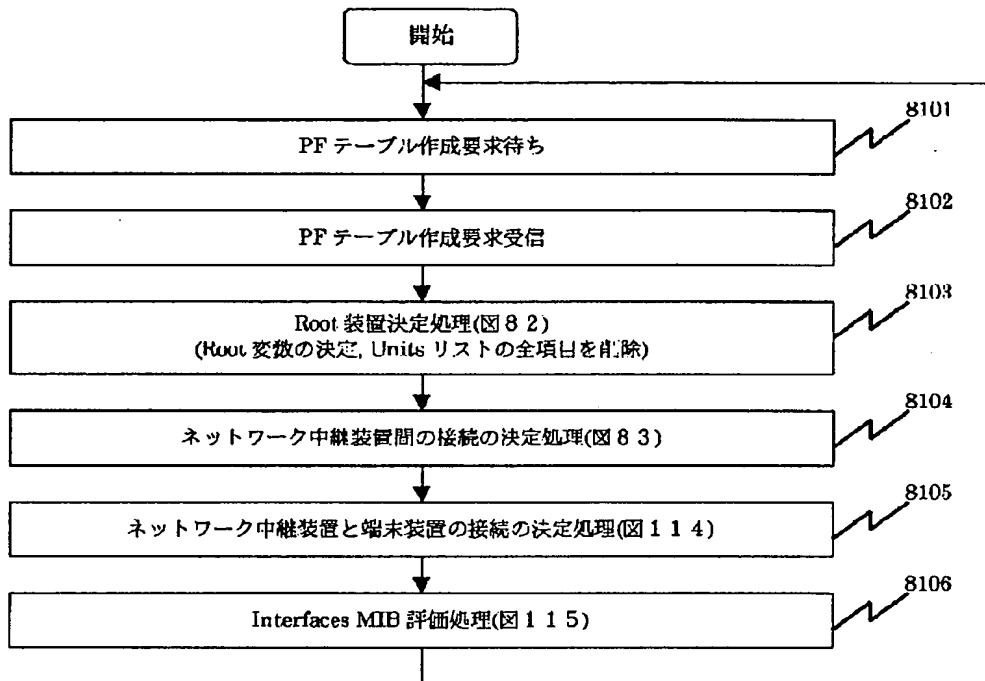 開始
8101
PF テーブル作成要求待ち
8102
PF テーブル作成要求受信
8103
Root 装置決定処理(図８２)
(Root 変数の決定, Units リストの全項目を削除)
8104
ネットワーク中継装置間の接続の決定処理(図８３)
8105
ネットワーク中継装置と端末装置の接続の決定処理(図１１４)
8106
Interfaces MIB 評価処理(図１１５)